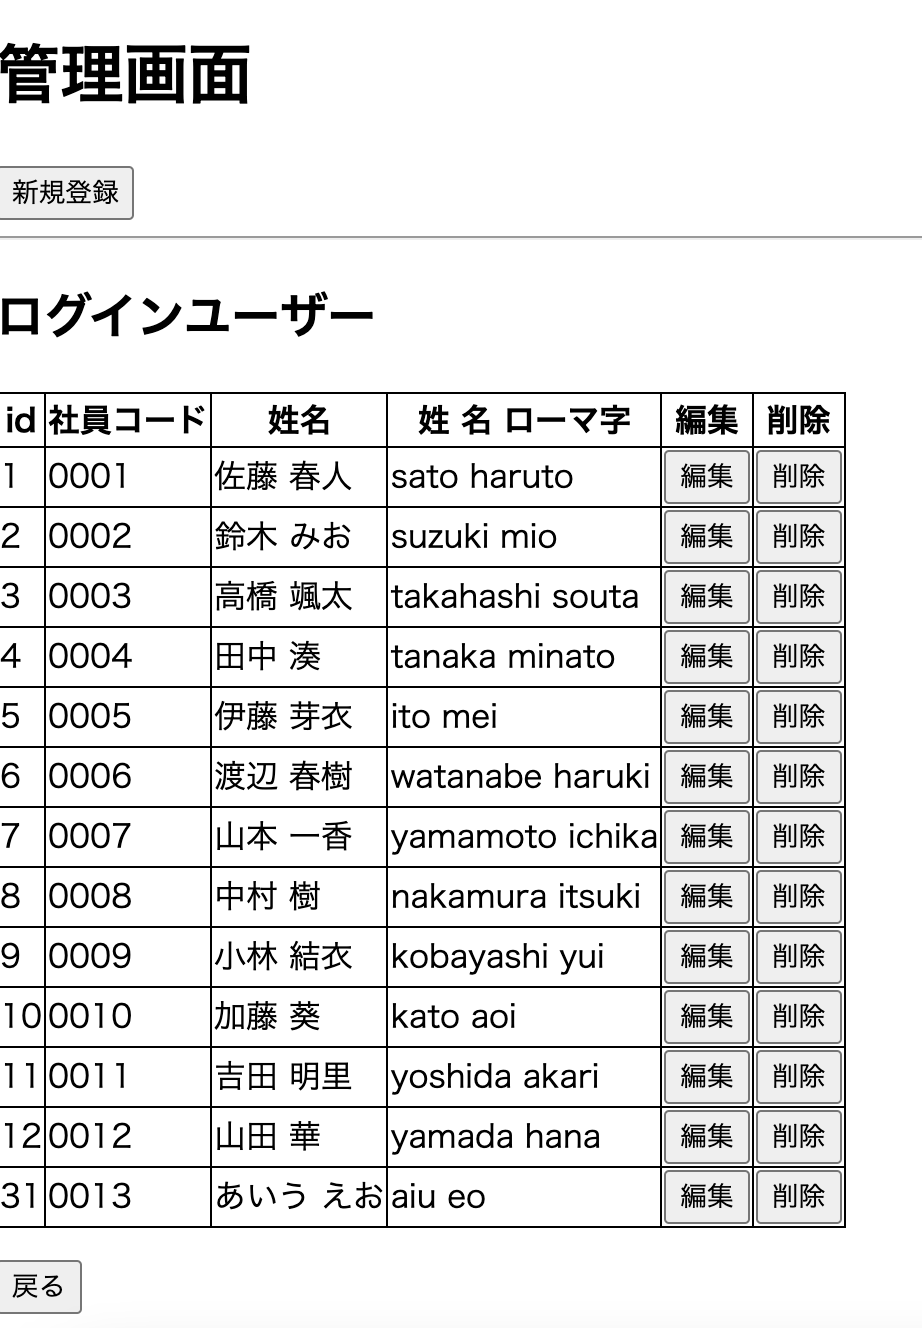 管理画面
新規登録
ログインユーザー
id 社員コード 姓名 姓 名 ローマ字 編集 削除
1 0001 佐藤 春人 sato haruto 編集 削除
2 0002 鈴木 みお suzuki mio 編集 削除
3 0003 高橋 颯太 takahashi souta 編集 削除
4 0004 田中 湊 tanaka minato 編集 削除
5 0005 伊藤 芽衣 ito mei 編集 削除
6 0006 渡辺 春樹 watanabe haruki 編集 削除
7 0007 山本 一香 yamamoto ichika 編集 削除
8 0008 中村 樹 nakamura itsuki 編集 削除
9 0009 小林 結衣 kobayashi yui 編集 削除
10 0010 加藤 葵 kato aoi 編集 削除
11 0011 吉田 明里 yoshida akari 編集 削除
12 0012 山田 華 yamada hana 編集 削除
31 0013 あいう えお aiu eo 編集 削除
戻る